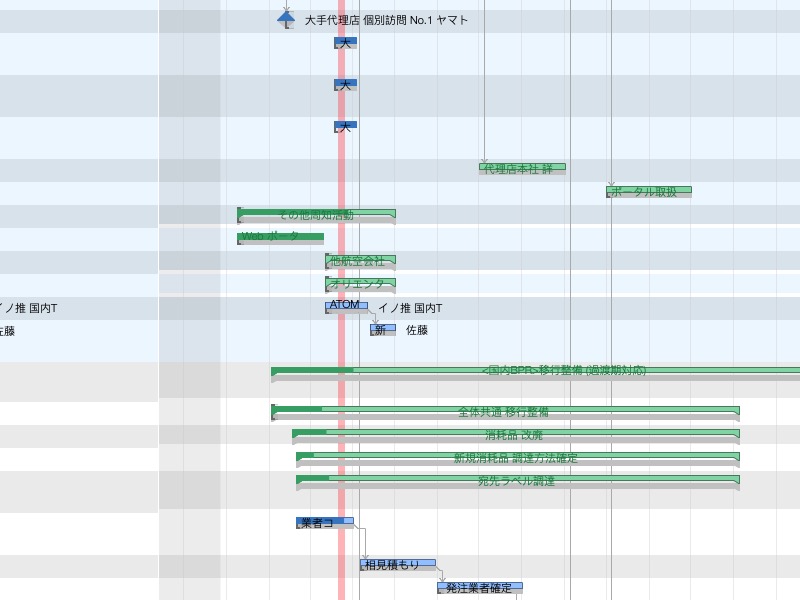 大手代理店 個別訪問 No.1 ヤマト
大
大
大
代理店本社 詳
ポータル取扱
その他周知活動
Web ポータ
他航空会社
オリエンタ
イノ推 国内T ATOM イノ推 国内T
佐藤 新 佐藤
<国内BPR>移行整備 (過渡期対応)
全体共通 移行整備
消耗品 改廃
新規消耗品 調達方法確定
宛先ラベル調達
業者コ
相見積もり
発注業者確定